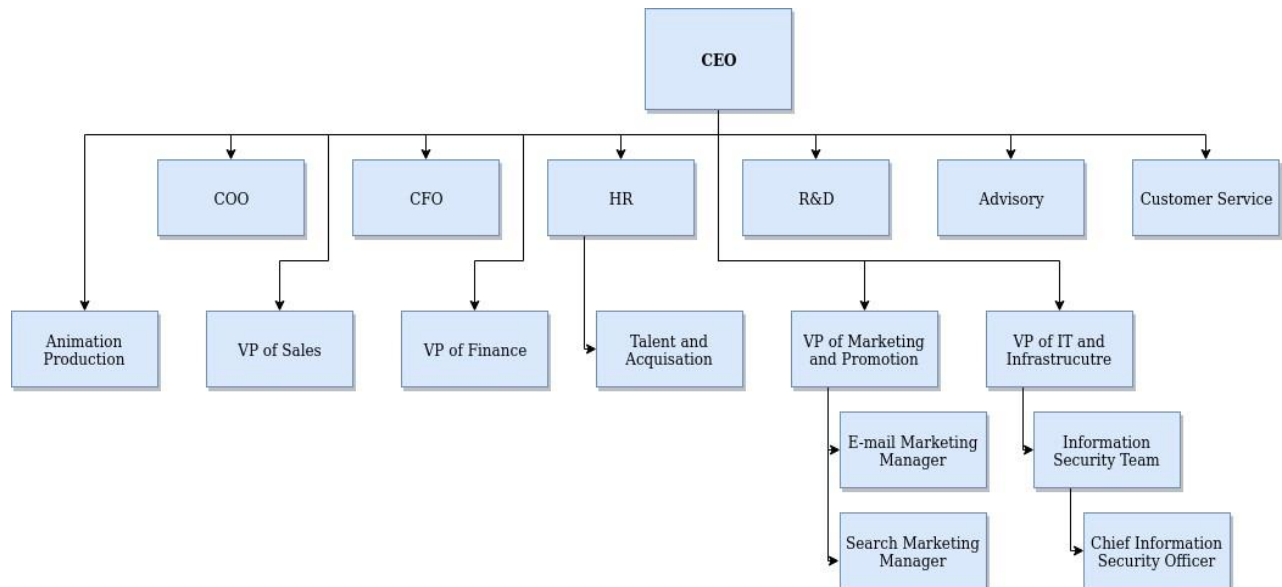 CEO
COO
CFO
HR
R&D
Advisory
Customer Service
Animation
Production
VP of Sales
VP of Finance
Talent and
Acquisation
VP of Marketing
and Promotion
VP of IT and
Infrastrucutre
E-mail Marketing
Manager
Information
Security Team
Search Marketing
Manager
Chief Information
Security Officer